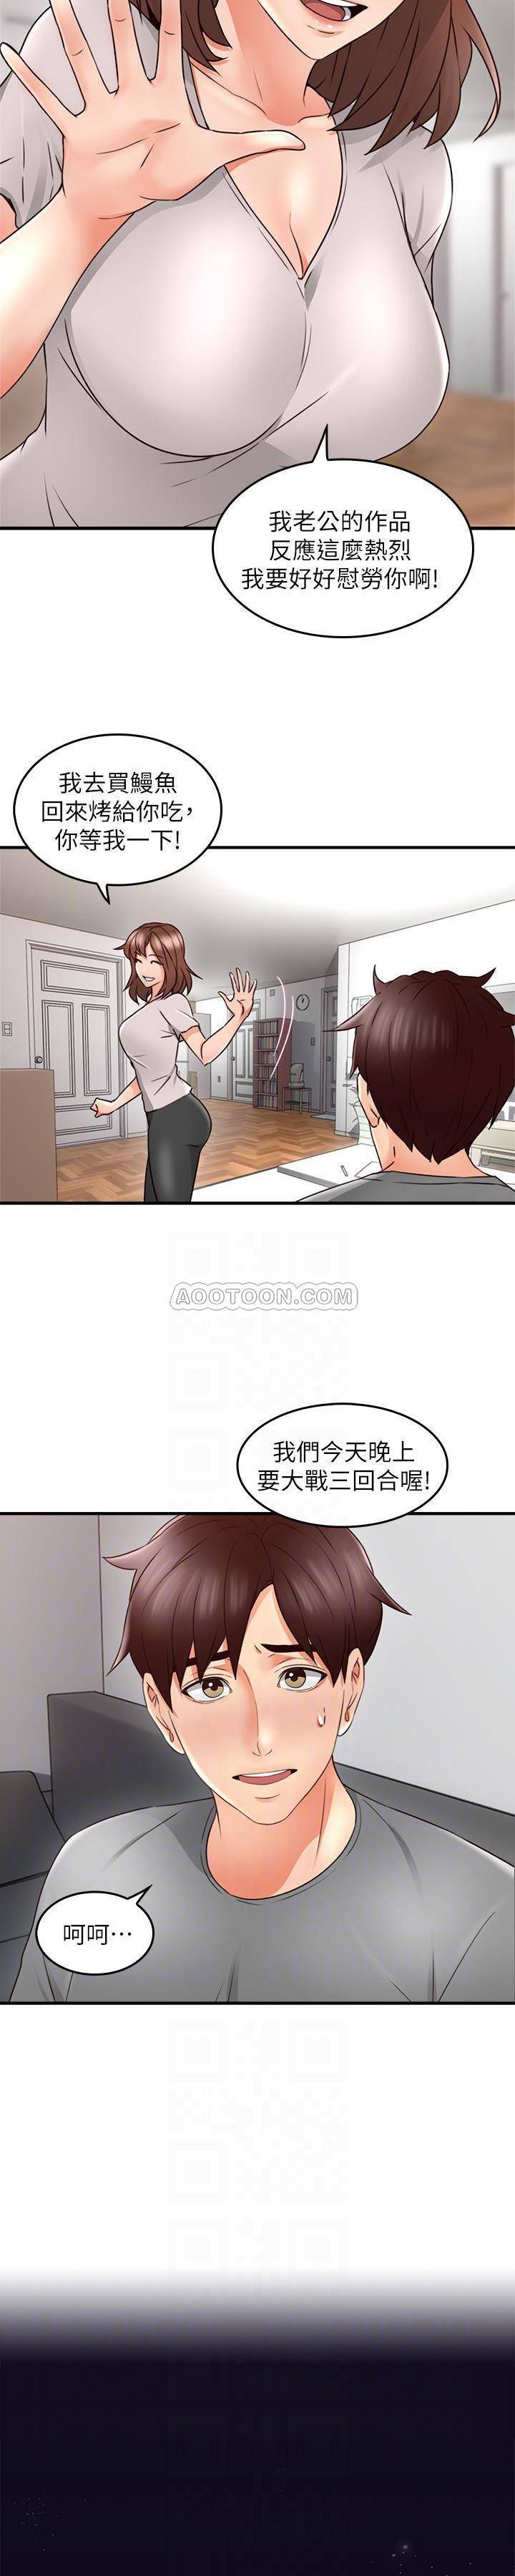 我老公的作品
反應這麼熱烈
我要好好慰勞你啊!
我去買鰻魚
回來烤給你吃，
你等我一下!
AOOTOON.COM
我們今天晚上
要大戰三回合喔!
呵呵…